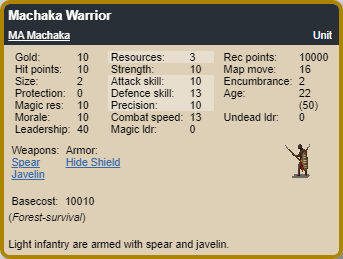 Machaka Warrior
MA Machaka Unit
Gold: 10 Resources: 3 Rec points: 10000
Hit points: 10 Strength: 10 Map move: 16
Size: 2 Attack skill: 10 Encumbrance: 2
Protection: 0 Defence skill: 13 Age: 22
Magic res: 10 Precision: 10 (50)
Morale: 10 Combat speed: 13 Undead ldr: 0
Leadership: 40 Magic ldr: 0
Weapons: Armor:
Spear Hide Shield
Javelin
Basecost: 10010
(Forest-survival)
Light infantry are armed with spear and javelin.